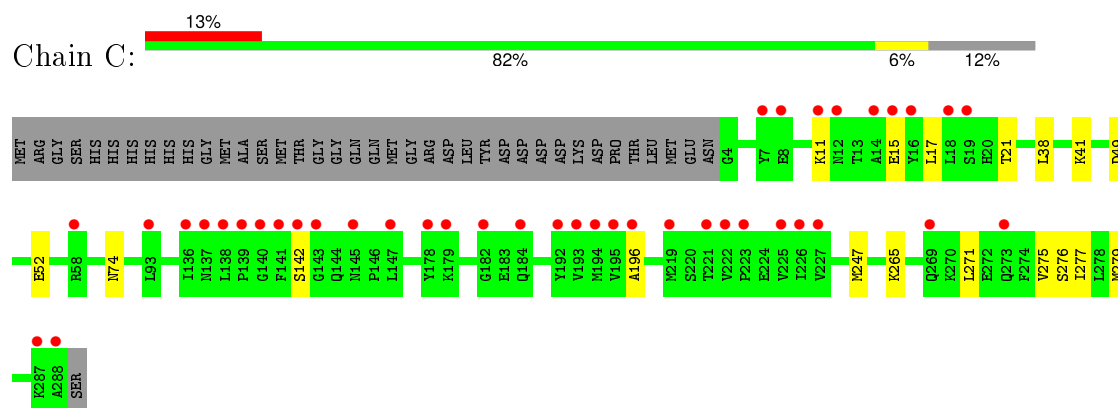 13%
Chain C:
82% 6% 12%
MET ARG GLY SER HIS HIS HIS HIS HIS HIS GLY MET ALA SER MET THR GLY GLY GLN GLN MET GLY ARG ASP LEU TYR ASP ASP ASP ASP LYS ASP PRO THR LEU MET GLU ASN G4 Y7 E8 K11 N12 T13 A14 E15 Y16 L17 L18 S19 H20 T21 L38 K41 D49
E52 R58 N74 L93 I136 N137 L138 P139 G140 F141 S142 G143 Q144 N145 P146 L147 Y178 K179 G182 E183 Q184 Y192 V193 M194 V195 A196 M219 S220 T221 V222 P223 E224 V225 I226 V227 M247 K265 Q269 K270 L271 E272 Q273 F274 V275 S276 I277 L278 M279
K287 A288 SER